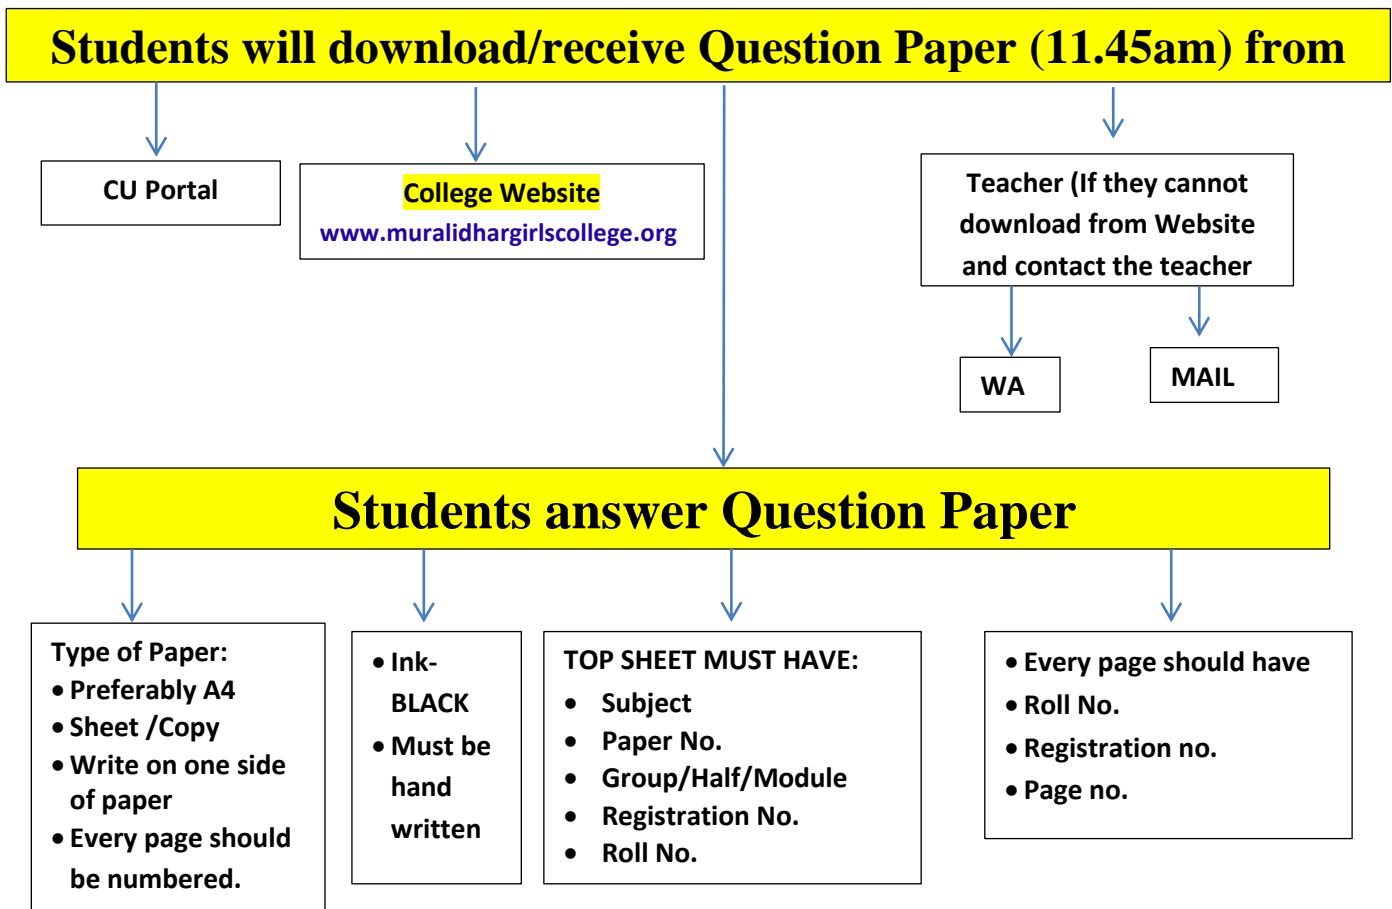 Students will download/receive Question Paper (11.45am) from
CU Portal
College Website
www.muralidhargirlscollege.org
Teacher (If they cannot
download from Website
and contact the teacher
WA
MAIL
Students answer Question Paper
Type of Paper:
• Preferably A4
• Sheet /Copy
• Write on one side
of paper
• Every page should
be numbered.
• Ink-
BLACK
• Must be
hand
written
TOP SHEET MUST HAVE:
• Subject
• Paper No.
• Group/Half/Module
• Registration No.
• Roll No.
• Every page should have
• Roll No.
• Registration no.
• Page no.